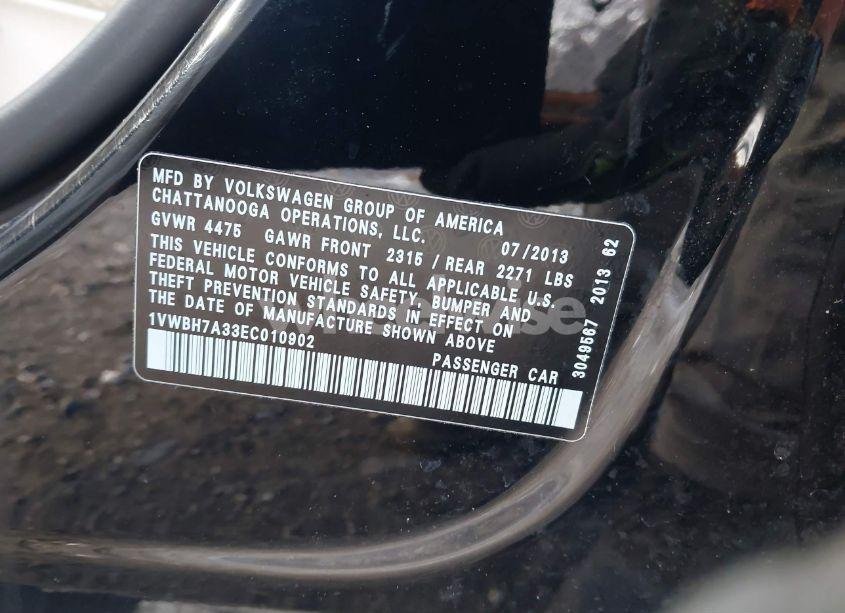 MFD BY VOLKSWAGEN GROUP OF AMERICA
CHATTANOOGA OPERATIONS, LLC.
GVWR 4475 GAWR FRONT 2315 / REAR 2271 LBS 07/2013
THIS VEHICLE CONFORMS TO ALL APPLICABLE U.S.
FEDERAL MOTOR VEHICLE SAFETY, BUMPER AND
THEFT PREVENTION STANDARDS IN EFFECT ON
THE DATE OF MANUFACTURE SHOWN ABOVE
1VWBH7A33EC010902 PASSENGER CAR
3049567 2013 62